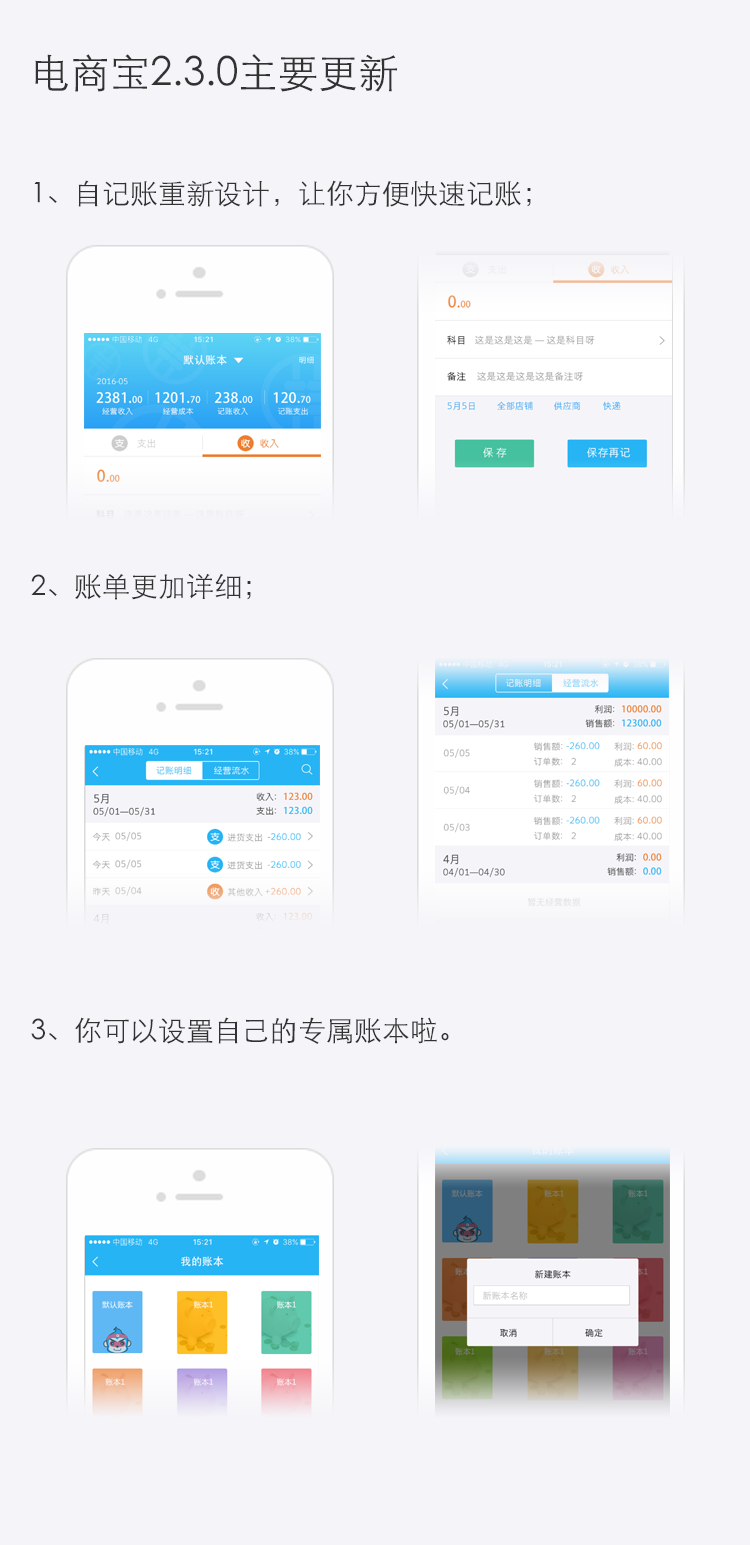 电商宝2.3.0主要更新
1、自记账重新设计，让你方便快速记账；
中国移动 4G 15:21 38%
默认账本 明细
2016-05
2381.00 1201.70 238.00 120.70
经营收入 经营成本 记账收入 记账支出
支 支出 收 收入
0.00
支 支出 收 收入
0.00
科目 这是这是这是 — 这是科目呀
备注 这是这是这是这是备注呀
5月5日 全部店铺 供应商 快递
保存 保存再记
2、账单更加详细；
中国移动 4G 15:21 38%
记账明细 经营流水
5月 收入: 123.00
05/01—05/31 支出: 123.00
今天 05/05 支 进货支出 -260.00
今天 05/05 支 进货支出 -260.00
昨天 05/04 收 其他收入 +260.00
4月 收入: 123.00
记账明细 经营流水
5月 利润: 10000.00
05/01—05/31 销售额: 12300.00
05/05 销售额: -260.00 利润: 60.00
订单数: 2 成本: 40.00
05/04 销售额: -260.00 利润: 60.00
订单数: 2 成本: 40.00
05/03 销售额: -260.00 利润: 60.00
订单数: 2 成本: 40.00
4月 利润: 0.00
04/01—04/30 销售额: 0.00
暂无经营数据
3、你可以设置自己的专属账本啦。
中国移动 4G 15:21 38%
我的账本
默认账本 账本1 账本1
账本1 账本1 账本1
默认账本 账本1 账本1
新建账本
新账本名称
取消 确定
账本1 账本1 账本1